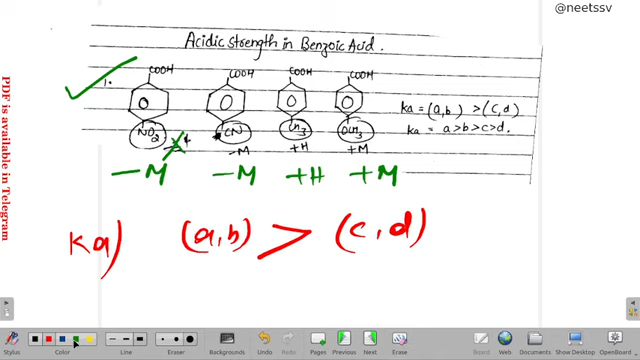 @neetssv
Acidic Strength in Benzoic Acid.
1.
COOH COOH COOH COOH
NO2 CN CH3 OCH3
-M +H +M
ka = (a,b) > (c,d)
ka = a>b>c>d.
-M -M +H +M
Ka) (a,b) > (c,d)
PDF is available in Telegram
Color Line Eraser Backgrounds Undo Redo Pages Previous Next Erase Board Web Documents Show Desktop OpenBoard